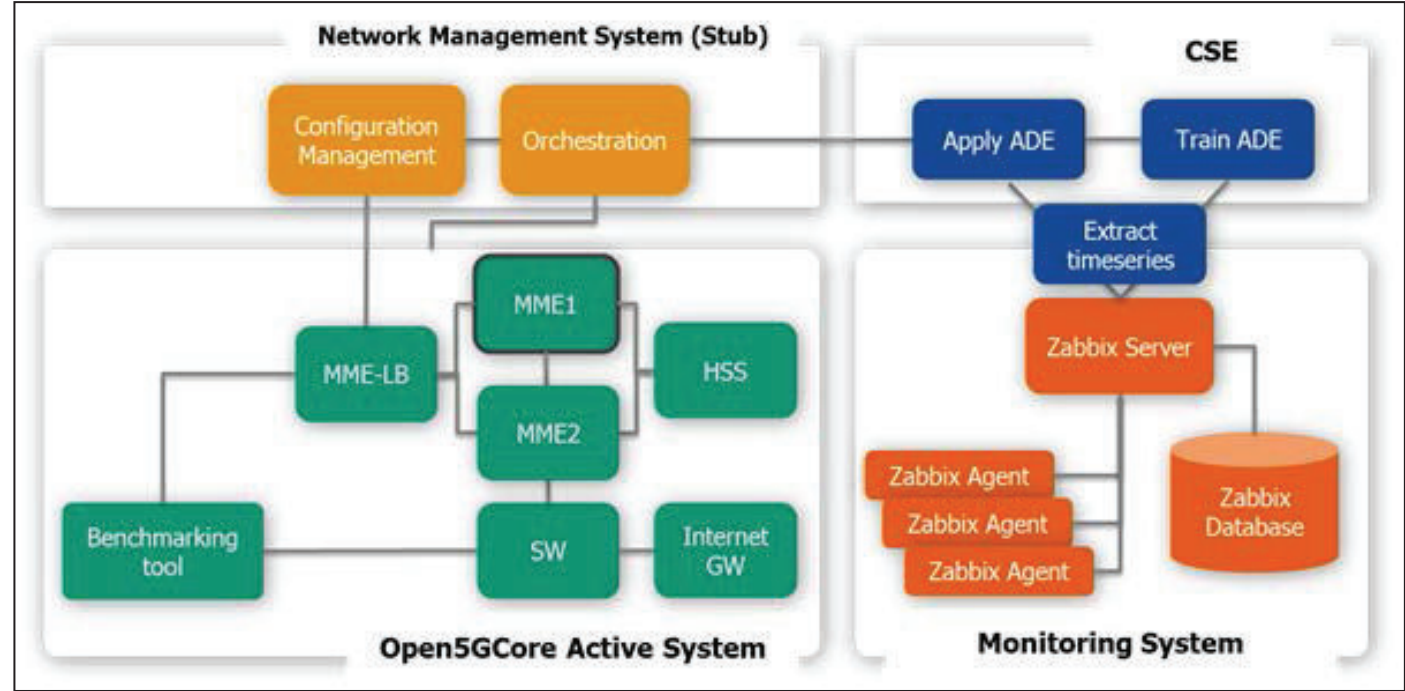 Network Management System (Stub)
CSE
Configuration
Management
Orchestration
Apply ADE
Train ADE
Extract
timeseries
MME1
MME-LB
HSS
MME2
Benchmarking
tool
SW
Internet
GW
Open5GCore Active System
Zabbix Server
Zabbix Agent
Zabbix Agent
Zabbix Agent
Zabbix
Database
Monitoring System